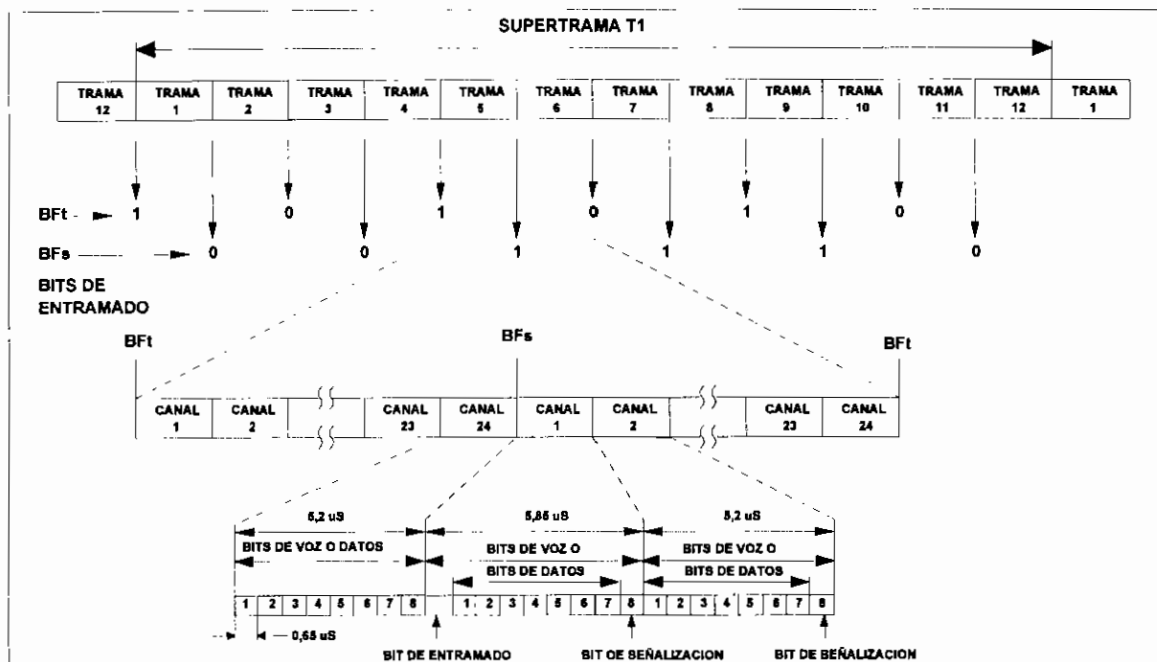 SUPERTRAMA T1
TRAMA 12 TRAMA 1 TRAMA 2 TRAMA 3 TRAMA 4 TRAMA 5 TRAMA 6 TRAMA 7 TRAMA 8 TRAMA 9 TRAMA 10 TRAMA 11 TRAMA 12 TRAMA 1
BFt 1 0 1 0 1 0
BFs 0 0 1 1 1 0
BITS DE
ENTRAMADO
BFt BFs BFt
CANAL 1 CANAL 2 CANAL 23 CANAL 24 CANAL 1 CANAL 2 CANAL 23 CANAL 24
5,2 uS 5,85 uS 5,2 uS
BITS DE VOZ O DATOS BITS DE VOZ O BITS DE VOZ O
BITS DE DATOS BITS DE DATOS
1 2 3 4 5 6 7 8 1 2 3 4 5 6 7 8 1 2 3 4 5 6 7 8
0,65 uS
BIT DE ENTRAMADO BIT DE SEÑALIZACION BIT DE SEÑALIZACION